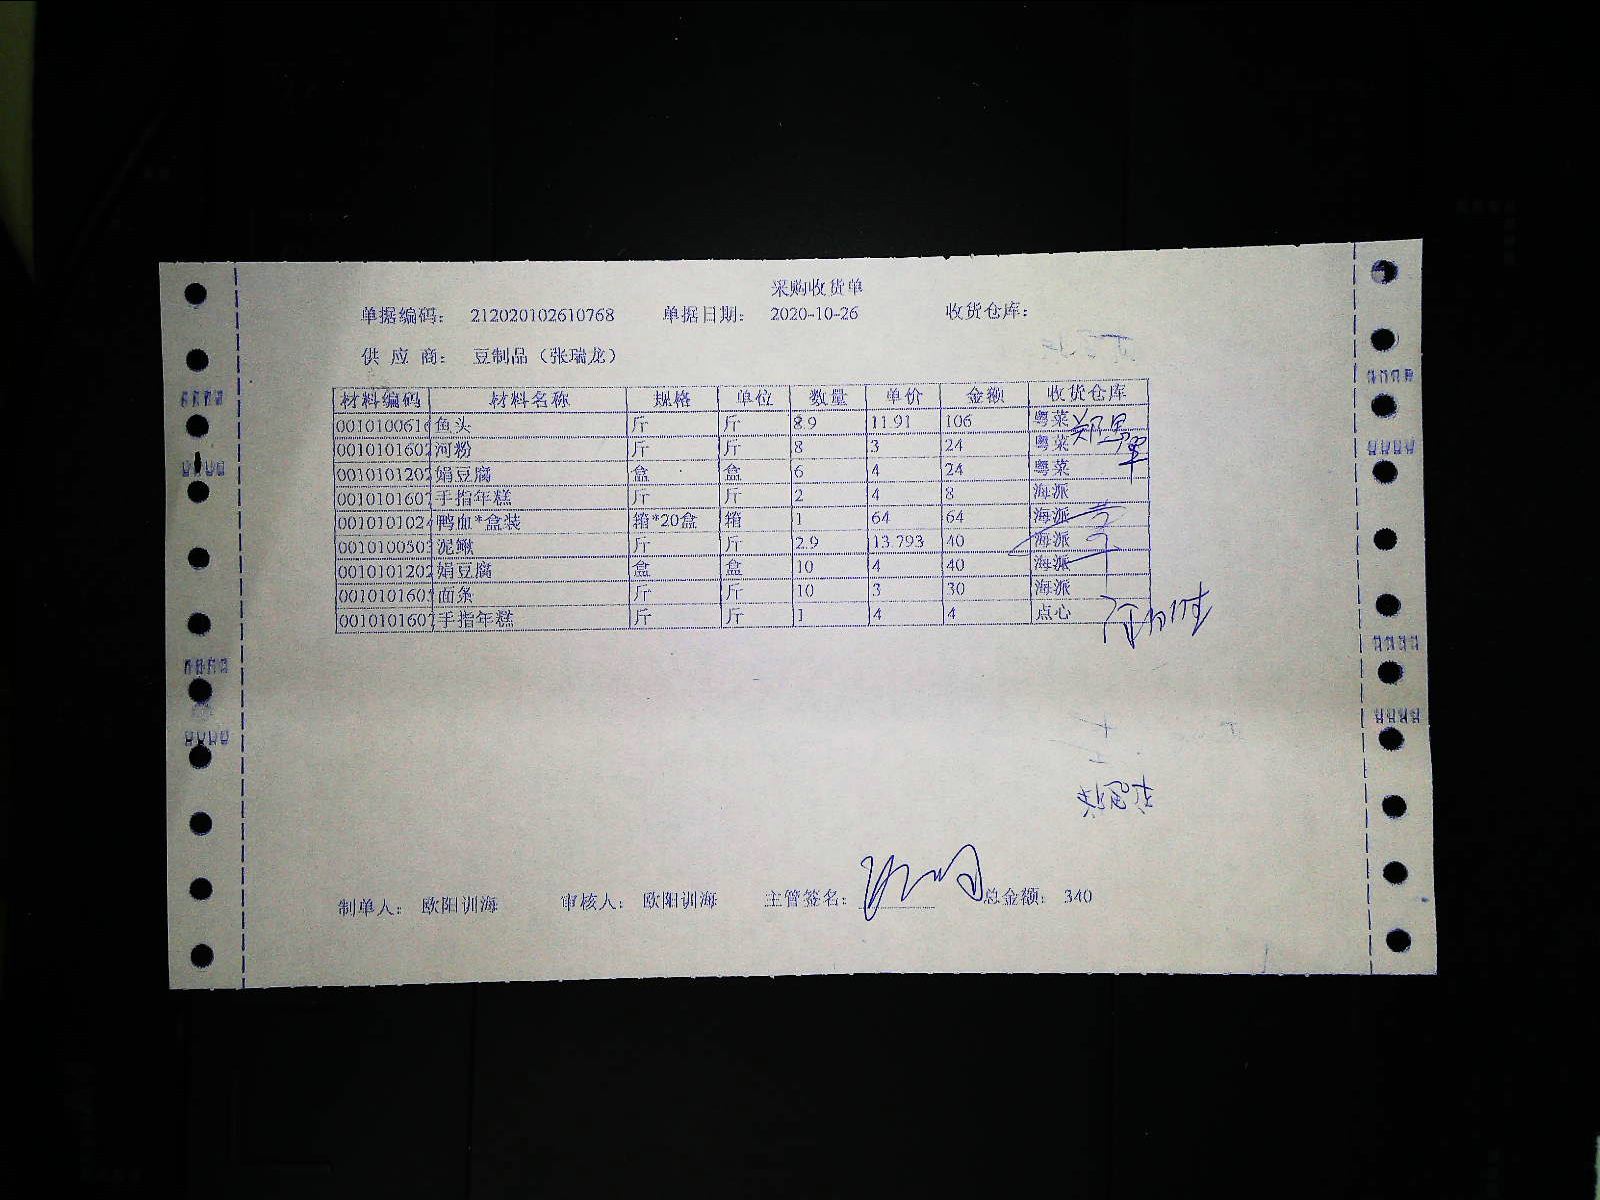 采购收货单
单据编码： 212020102610768 单据日期： 2020-10-26 收货仓库：
供 应 商： 豆制品（张瑞龙）
材料编码 材料名称 规格 单位 数量 单价 金额 收货仓库
0010100616 鱼头 斤 斤 8.9 11.91 106 粤菜
0010101602 河粉 斤 斤 8 3 24 粤菜
0010101202 娟豆腐 盒 盒 6 4 24 粤菜
0010101607 手指年糕 斤 斤 2 4 8 海派
0010101024 鸭血*盒装 箱*20盒 箱 1 64 64 海派
0010100503 泥鳅 斤 斤 2.9 13.793 40 海派
0010101202 娟豆腐 盒 盒 10 4 40 海派
0010101603 面条 斤 斤 10 3 30 海派
0010101607 手指年糕 斤 斤 1 4 4 点心
制单人： 欧阳训海 审核人： 欧阳训海 主管签名： 总金额： 340